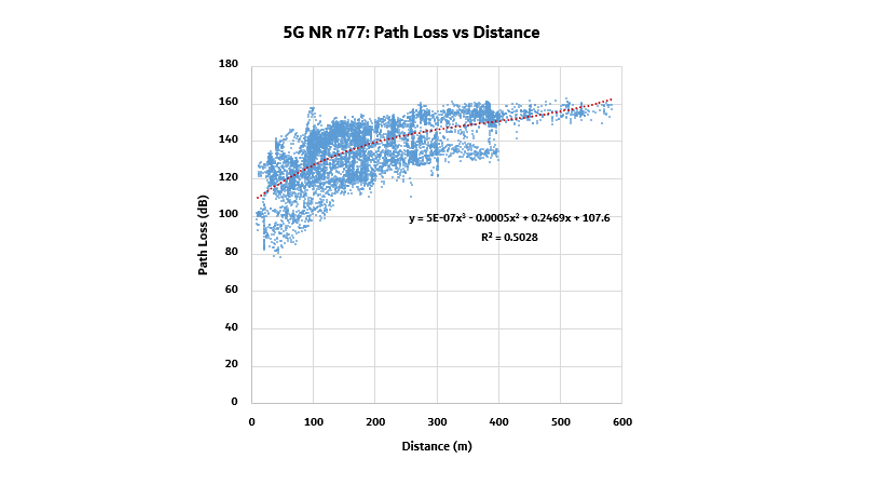 5G NR n77: Path Loss vs Distance
180
160
140
120
100
80
60
40
20
0
Path Loss (dB)
y = 5E-07x³ - 0.0005x² + 0.2469x + 107.6
R² = 0.5028
0 100 200 300 400 500 600
Distance (m)